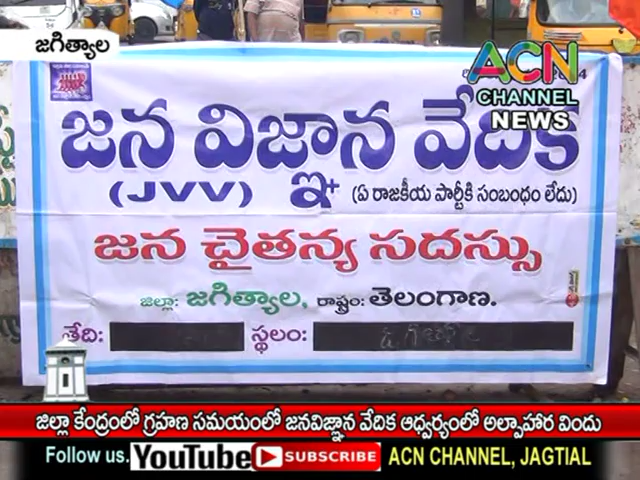 జగిత్యాల
ACN
CHANNEL
NEWS
జన విజ్ఞాన వేదిక
(JVV) (ఏ రాజకీయ పార్టీకి సంబంధం లేదు)
జన చైతన్య సదస్సు
జిల్లా: జగిత్యాల, రాష్ట్రం: తెలంగాణ.
తేది: స్థలం:
జిల్లా కేంద్రంలో గ్రహణ సమయంలో జనవిజ్ఞాన వేదిక ఆధ్వర్యంలో అల్పాహార విందు
Follow us. YouTube SUBSCRIBE ACN CHANNEL, JAGTIAL